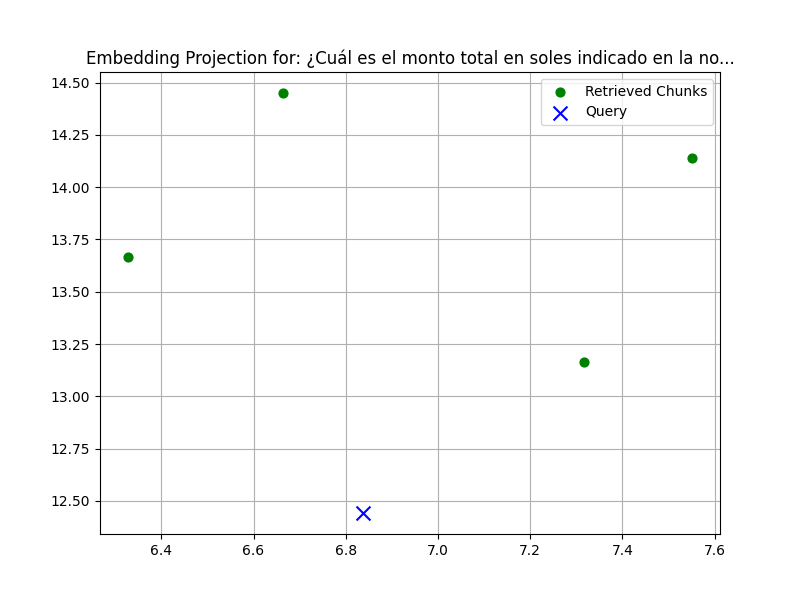 Embedding Projection for: ¿Cuál es el monto total en soles indicado en la no...
Retrieved Chunks
Query
14.50
14.25
14.00
13.75
13.50
13.25
13.00
12.75
12.50
6.4 6.6 6.8 7.0 7.2 7.4 7.6